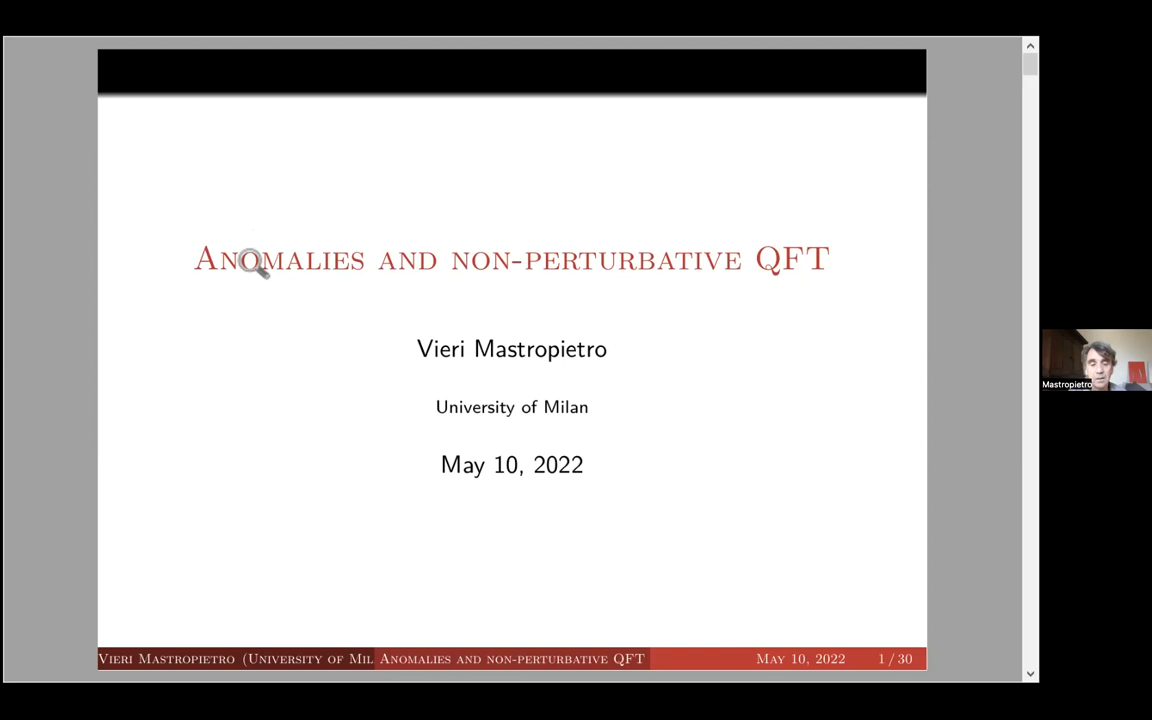 Anomalies and non-perturbative QFT
Vieri Mastropietro
University of Milan
May 10, 2022
Vieri Mastropietro (University of Mil Anomalies and non-perturbative QFT May 10, 2022 1 / 30
Mastropietro